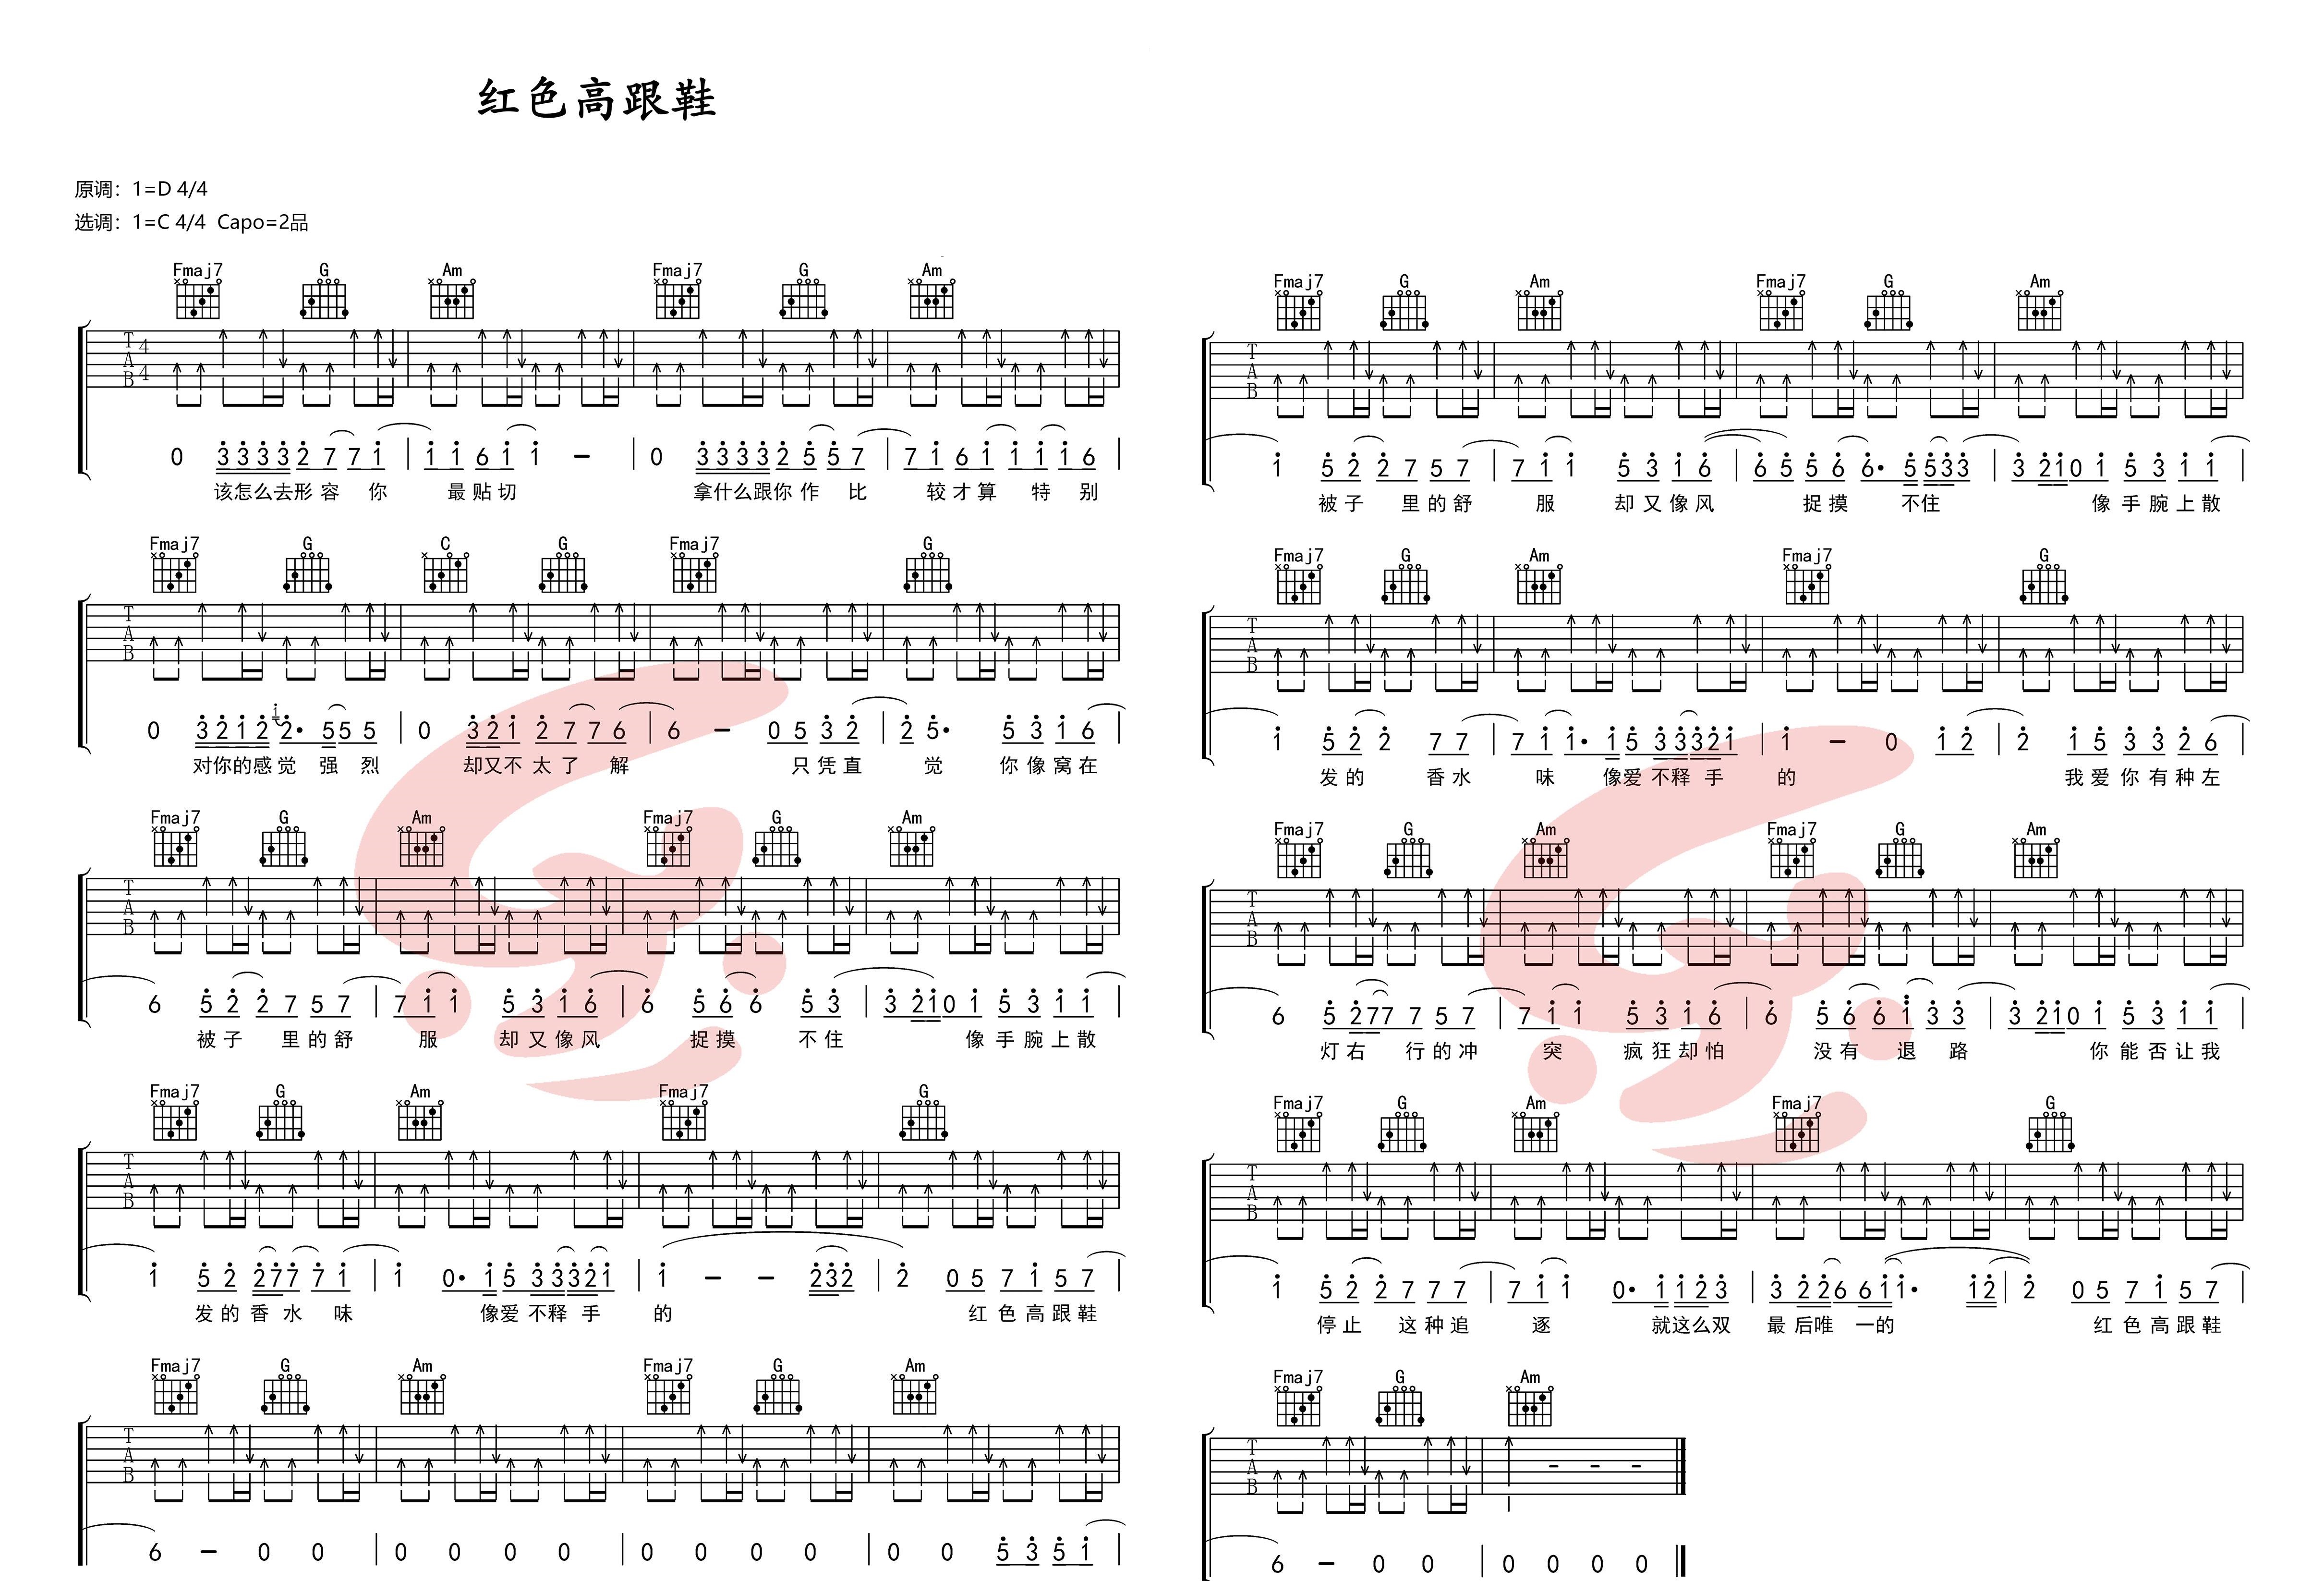 红色高跟鞋
原调：1=D 4/4
选调：1=C 4/4 Capo=2品
Fmaj7 G Am Fmaj7 G Am
T 4
A
B 4
0 3 3 3 3 2 7 7 1 | 1 1 6 1 1 − | 0 3 3 3 3 2 5 5 7 | 7 1 6 1 1 1 1 6 |
该怎么去形容 你 最贴切 拿什么跟你作 比 较才算 特 别
Fmaj7 G C G Fmaj7 G
T
A
B
0 3 2 1 2 1 2· 5 5 5 | 0 3 2 1 2 7 7 6 | 6 − 0 5 3 2 | 2 5· 5 3 1 6 |
对你的感觉 强 烈 却又不 太了 解 只凭直 觉 你像窝在
Fmaj7 G Am Fmaj7 G Am
T
A
B
6 5 2 2 7 5 7 | 7 1 1 5 3 1 6 | 6 5 6 6 5 3 | 3 2 1 0 1 5 3 1 1 |
被子 里的舒 服 却又像风 捉摸 不住 像手腕上散
Fmaj7 G Am Fmaj7 G
T
A
B
1 5 2 2 7 7 7 1 | 1 0· 1 5 3 3 3 2 1 | 1 − − 2 3 2 | 2 0 5 7 1 5 7 |
发的香水 味 像爱不释 手 的 红色高跟鞋
Fmaj7 G Am Fmaj7 G Am
T
A
B
6 − 0 0 | 0 0 0 0 | 0 0 0 0 | 0 0 5 3 5 1 |
Fmaj7 G Am Fmaj7 G Am
T
A
B
1 5 2 2 7 5 7 | 7 1 1 5 3 1 6 | 6 5 5 6 6· 5 5 3 3 | 3 2 1 0 1 5 3 1 1 |
被子 里的舒 服 却又像风 捉摸 不住 像手腕上散
Fmaj7 G Am Fmaj7 G
T
A
B
1 5 2 2 7 7 | 7 1 1· 1 5 3 3 3 2 1 | 1 − 0 1 2 | 2 1 5 3 3 2 6 |
发的 香水 味 像爱不释 手 的 我爱你有种左
Fmaj7 G Am Fmaj7 G Am
T
A
B
6 5 2 7 7 7 5 7 | 7 1 1 5 3 1 6 | 6 5 6 6 1 3 3 | 3 2 1 0 1 5 3 1 1 |
灯右 行的冲 突 疯狂却怕 没有 退 路 你能否让我
Fmaj7 G Am Fmaj7 G
T
A
B
1 5 2 2 7 7 7 | 7 1 1 0· 1 1 2 3 | 3 2 2 6 6 6 1 1· 1 2 | 2 0 5 7 1 5 7 |
停止 这种追 逐 就这么双 最后唯 一的 红色高跟鞋
Fmaj7 G Am
T
A
B
6 − 0 0 | 0 0 0 0